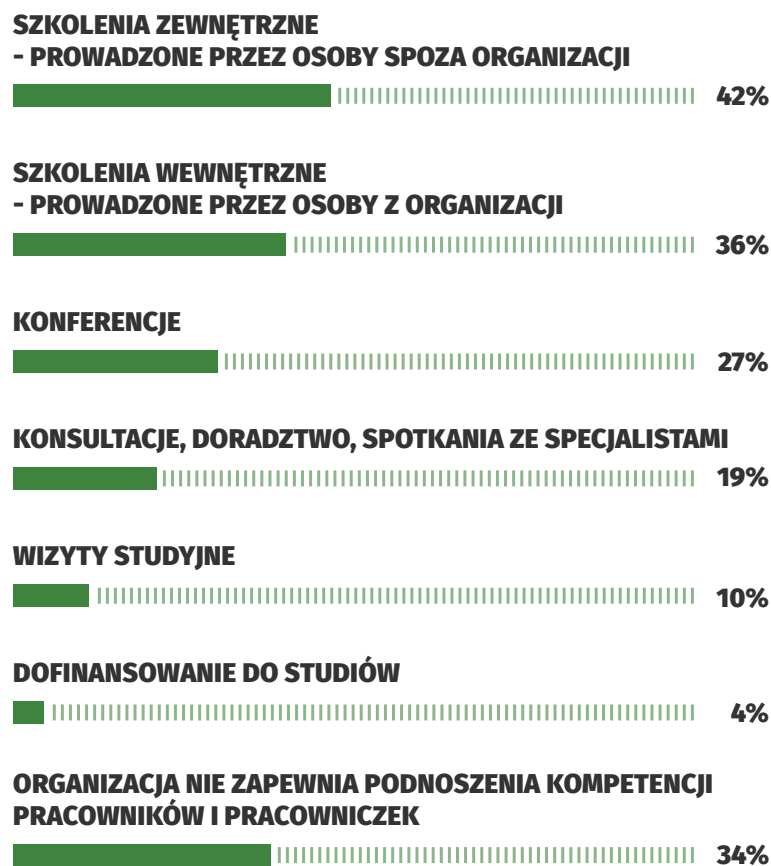 SZKOLENIA ZEWNĘTRZNE
- PROWADZONE PRZEZ OSOBY SPOZA ORGANIZACJI
42%
SZKOLENIA WEWNĘTRZNE
- PROWADZONE PRZEZ OSOBY Z ORGANIZACJI
36%
KONFERENCJE
27%
KONSULTACJE, DORADZTWO, SPOTKANIA ZE SPECJALISTAMI
19%
WIZYTY STUDYJNE
10%
DOFINANSOWANIE DO STUDIÓW
4%
ORGANIZACJA NIE ZAPEWNIA PODNOSZENIA KOMPETENCJI
PRACOWNIKÓW I PRACOWNICZEK
34%